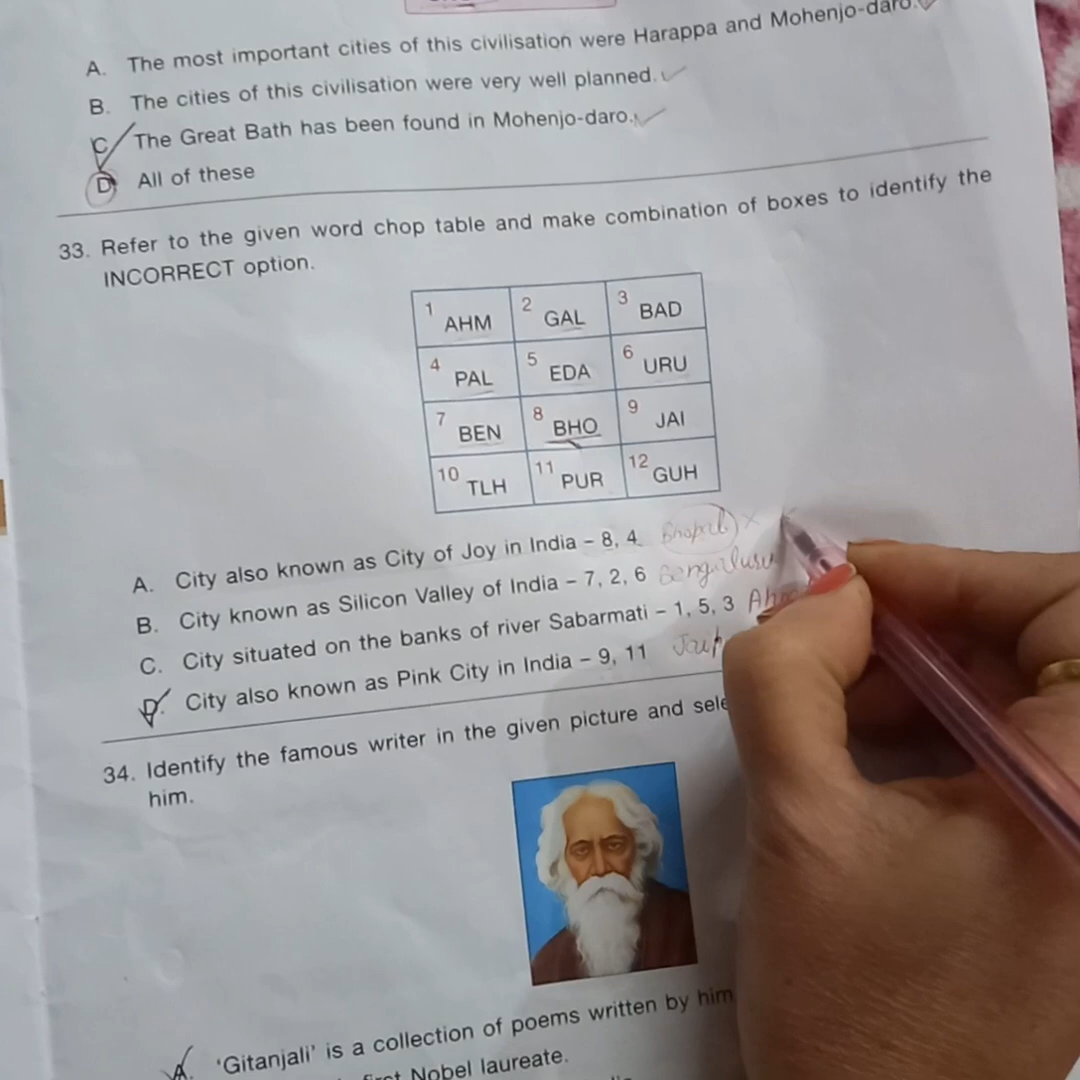 A. The most important cities of this civilisation were Harappa and Mohenjo-daro.
B. The cities of this civilisation were very well planned.
C. The Great Bath has been found in Mohenjo-daro.
D. All of these
33. Refer to the given word chop table and make combination of boxes to identify the
INCORRECT option.
1 AHM 2 GAL 3 BAD
4 PAL 5 EDA 6 URU
7 BEN 8 BHO 9 JAI
10 TLH 11 PUR 12 GUH
A. City also known as City of Joy in India – 8, 4 Bhopal
B. City known as Silicon Valley of India – 7, 2, 6 Bengaluru
C. City situated on the banks of river Sabarmati – 1, 5, 3
D. City also known as Pink City in India – 9, 11
34. Identify the famous writer in the given picture and
him.
A. 'Gitanjali' is a collection of poems written by him
Nobel laureate.